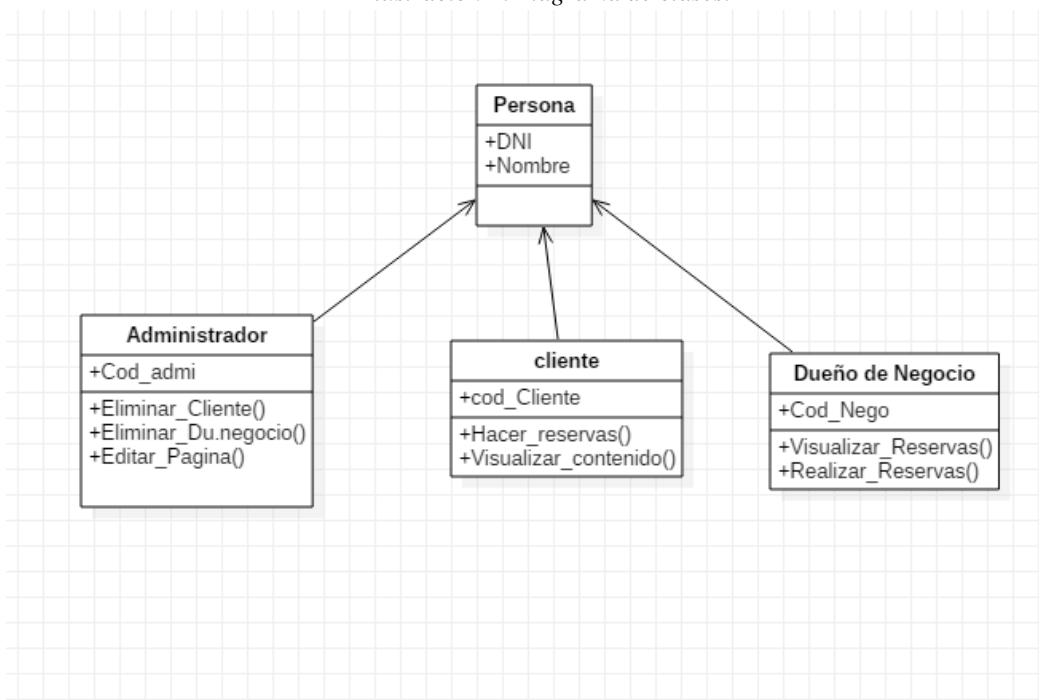 Persona
+DNI
+Nombre
Administrador
+Cod_admi
+Eliminar_Cliente()
+Eliminar_Du.negocio()
+Editar_Pagina()
cliente
+cod_Cliente
+Hacer_reservas()
+Visualizar_contenido()
Dueño de Negocio
+Cod_Nego
+Visualizar_Reservas()
+Realizar_Reservas()